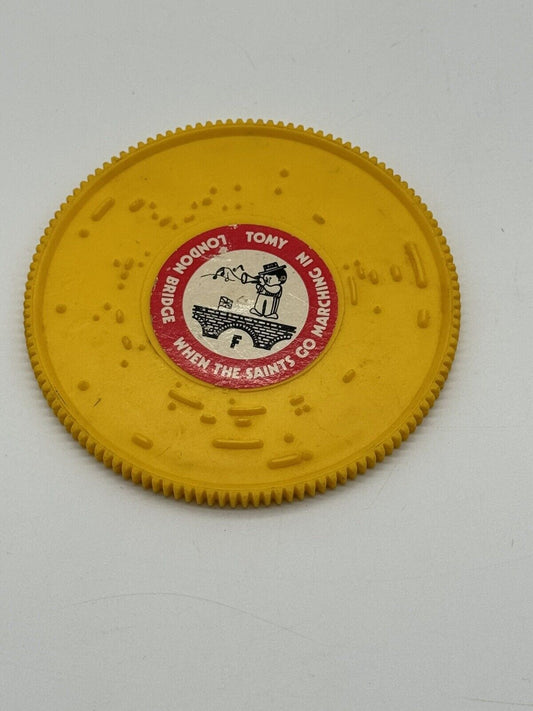 TOMY
WHEN THE SAINTS GO MARCHING IN
LONDON BRIDGE
F